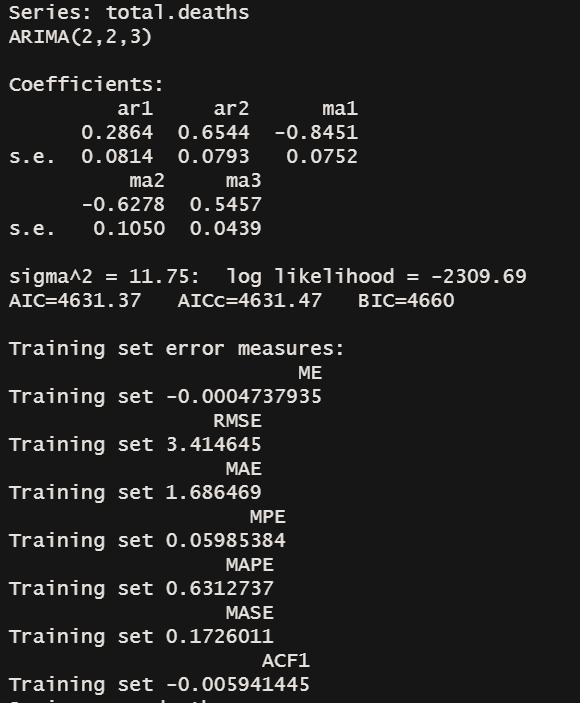 Series: total.deaths
ARIMA(2,2,3)
Coefficients:
ar1 ar2 ma1
0.2864 0.6544 -0.8451
s.e. 0.0814 0.0793 0.0752
ma2 ma3
-0.6278 0.5457
s.e. 0.1050 0.0439
sigma^2 = 11.75: log likelihood = -2309.69
AIC=4631.37 AICc=4631.47 BIC=4660
Training set error measures:
ME
Training set -0.0004737935
RMSE
Training set 3.414645
MAE
Training set 1.686469
MPE
Training set 0.05985384
MAPE
Training set 0.6312737
MASE
Training set 0.1726011
ACF1
Training set -0.005941445